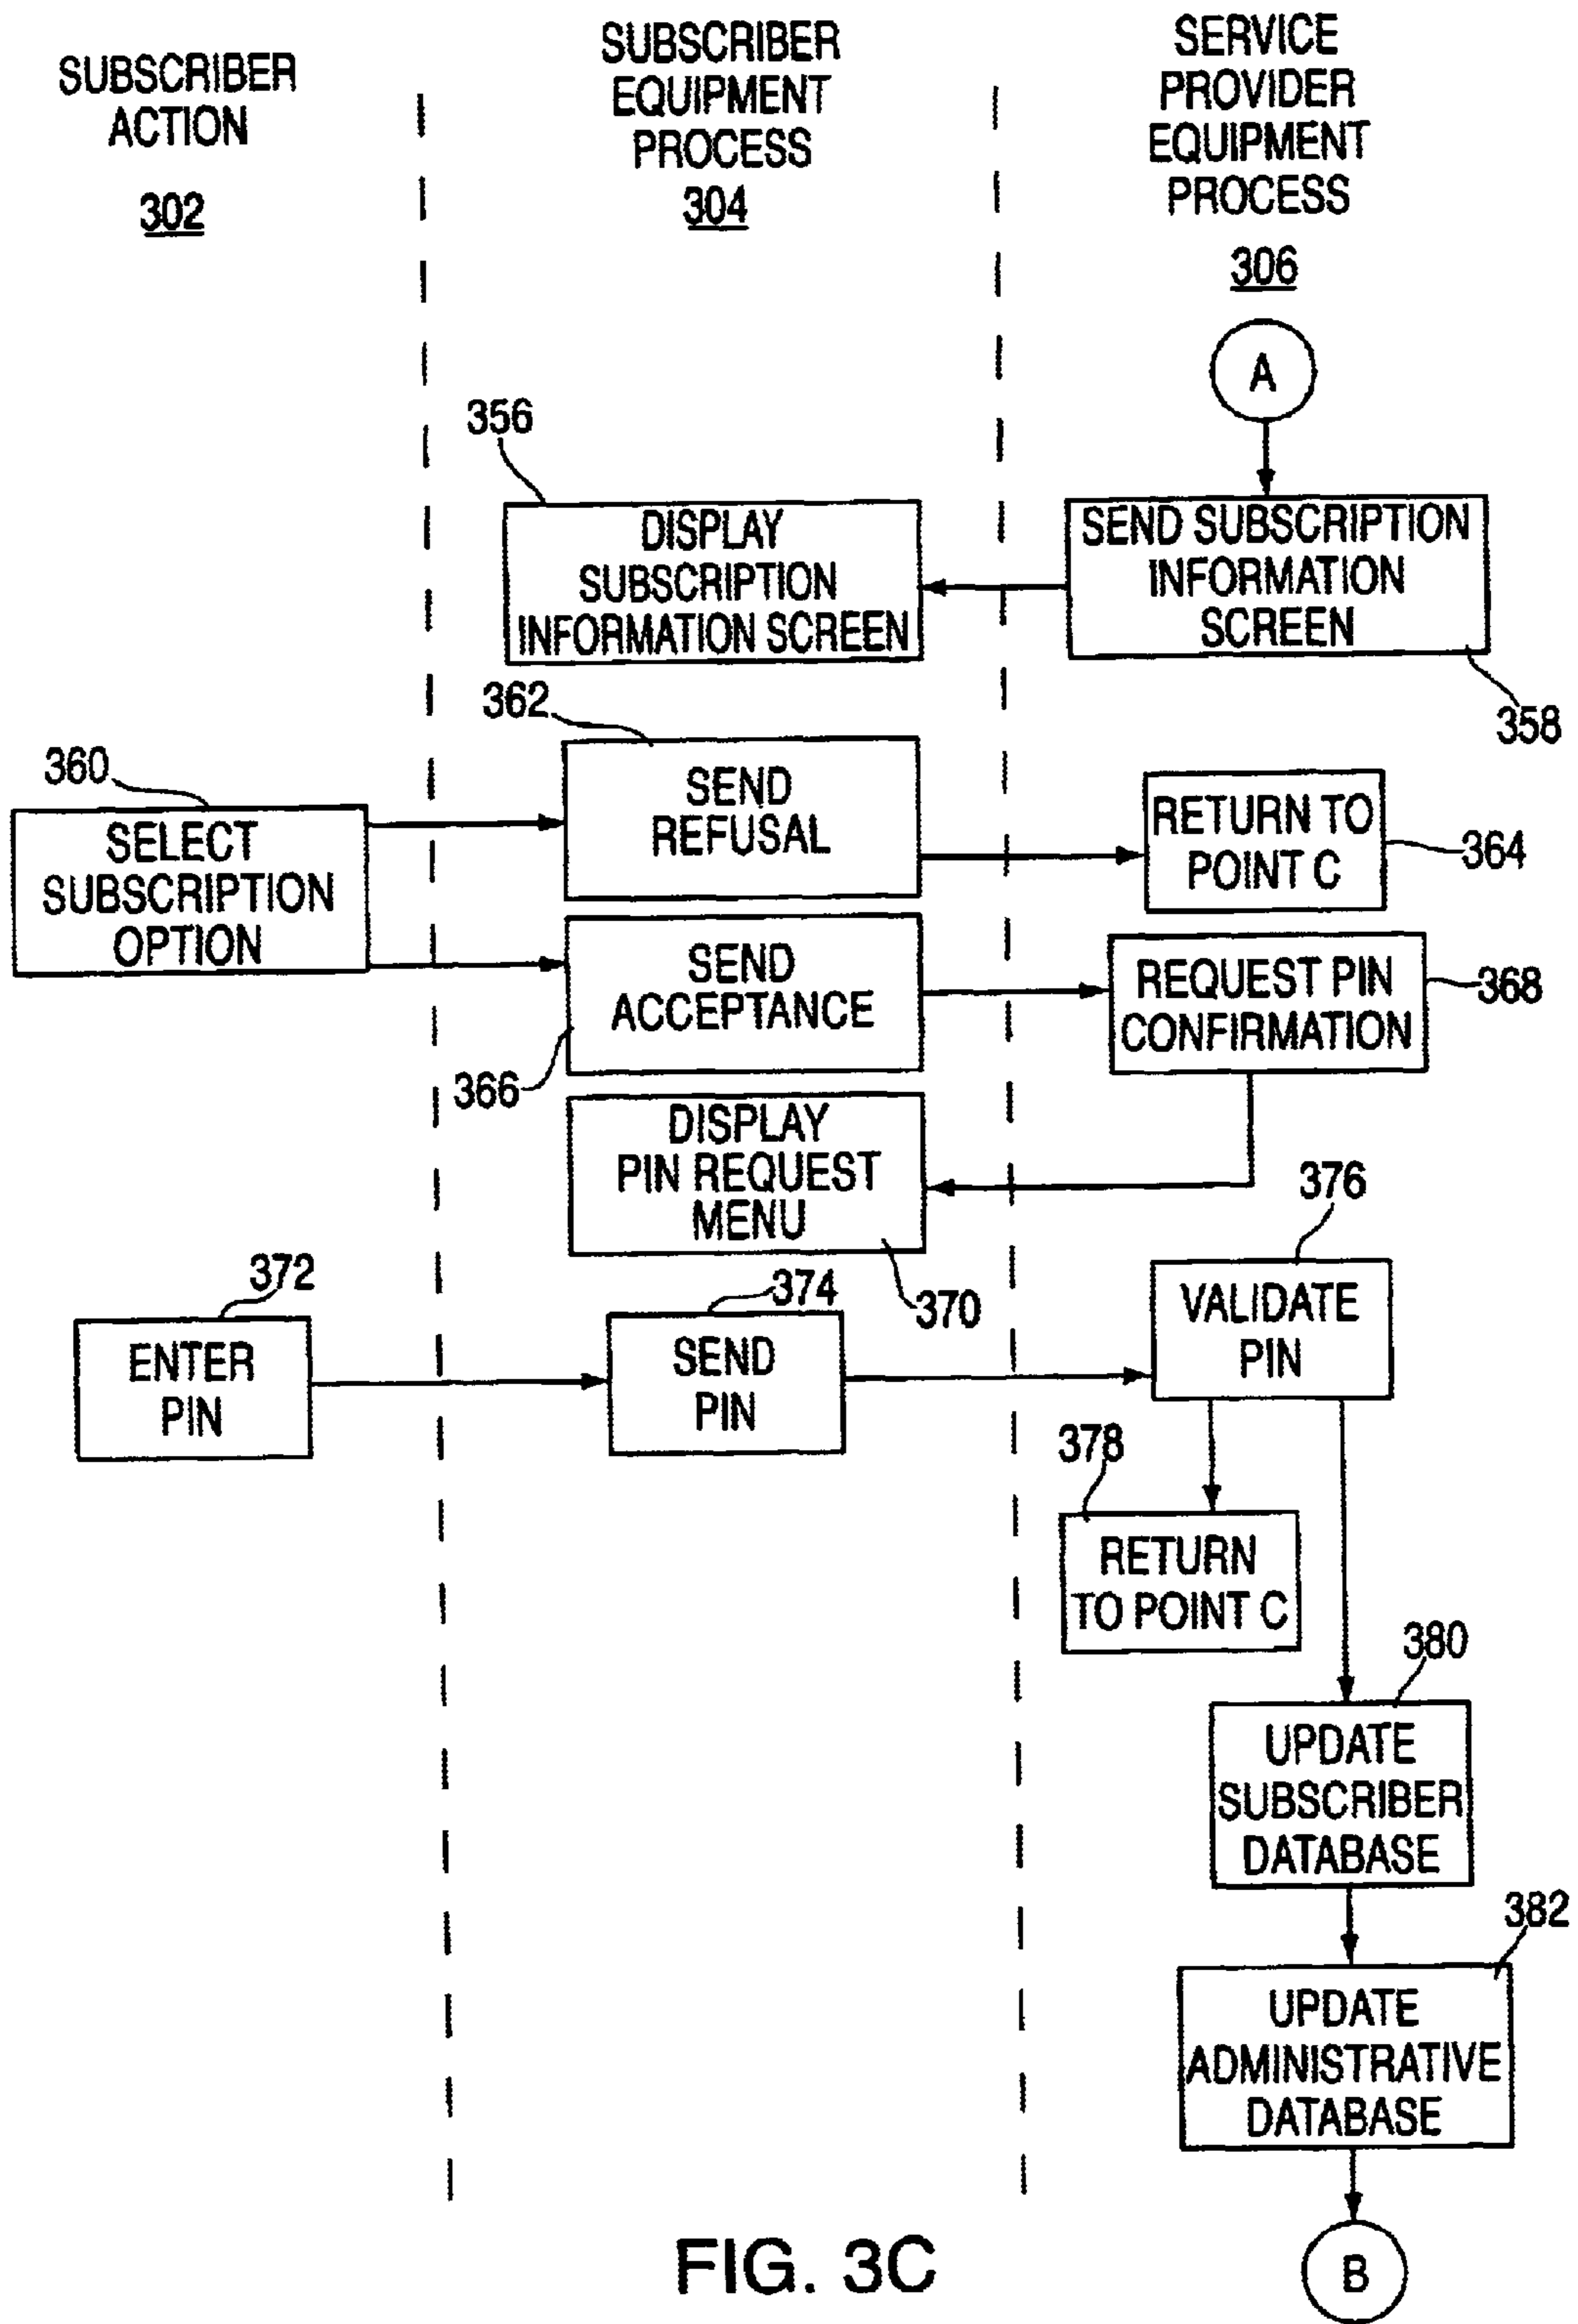 SUBSCRIBER
ACTION
302
SUBSCRIBER
EQUIPMENT
PROCESS
304
SERVICE
PROVIDER
EQUIPMENT
PROCESS
306
A
356
DISPLAY
SUBSCRIPTION
INFORMATION SCREEN
SEND SUBSCRIPTION
INFORMATION
SCREEN
358
360
SELECT
SUBSCRIPTION
OPTION
362
SEND
REFUSAL
RETURN TO
POINT C
364
SEND
ACCEPTANCE
366
REQUEST PIN
CONFIRMATION
368
DISPLAY
PIN REQUEST
MENU
370
372
ENTER
PIN
374
SEND
PIN
376
VALIDATE
PIN
378
RETURN
TO POINT C
380
UPDATE
SUBSCRIBER
DATABASE
382
UPDATE
ADMINISTRATIVE
DATABASE
B
FIG. 3C